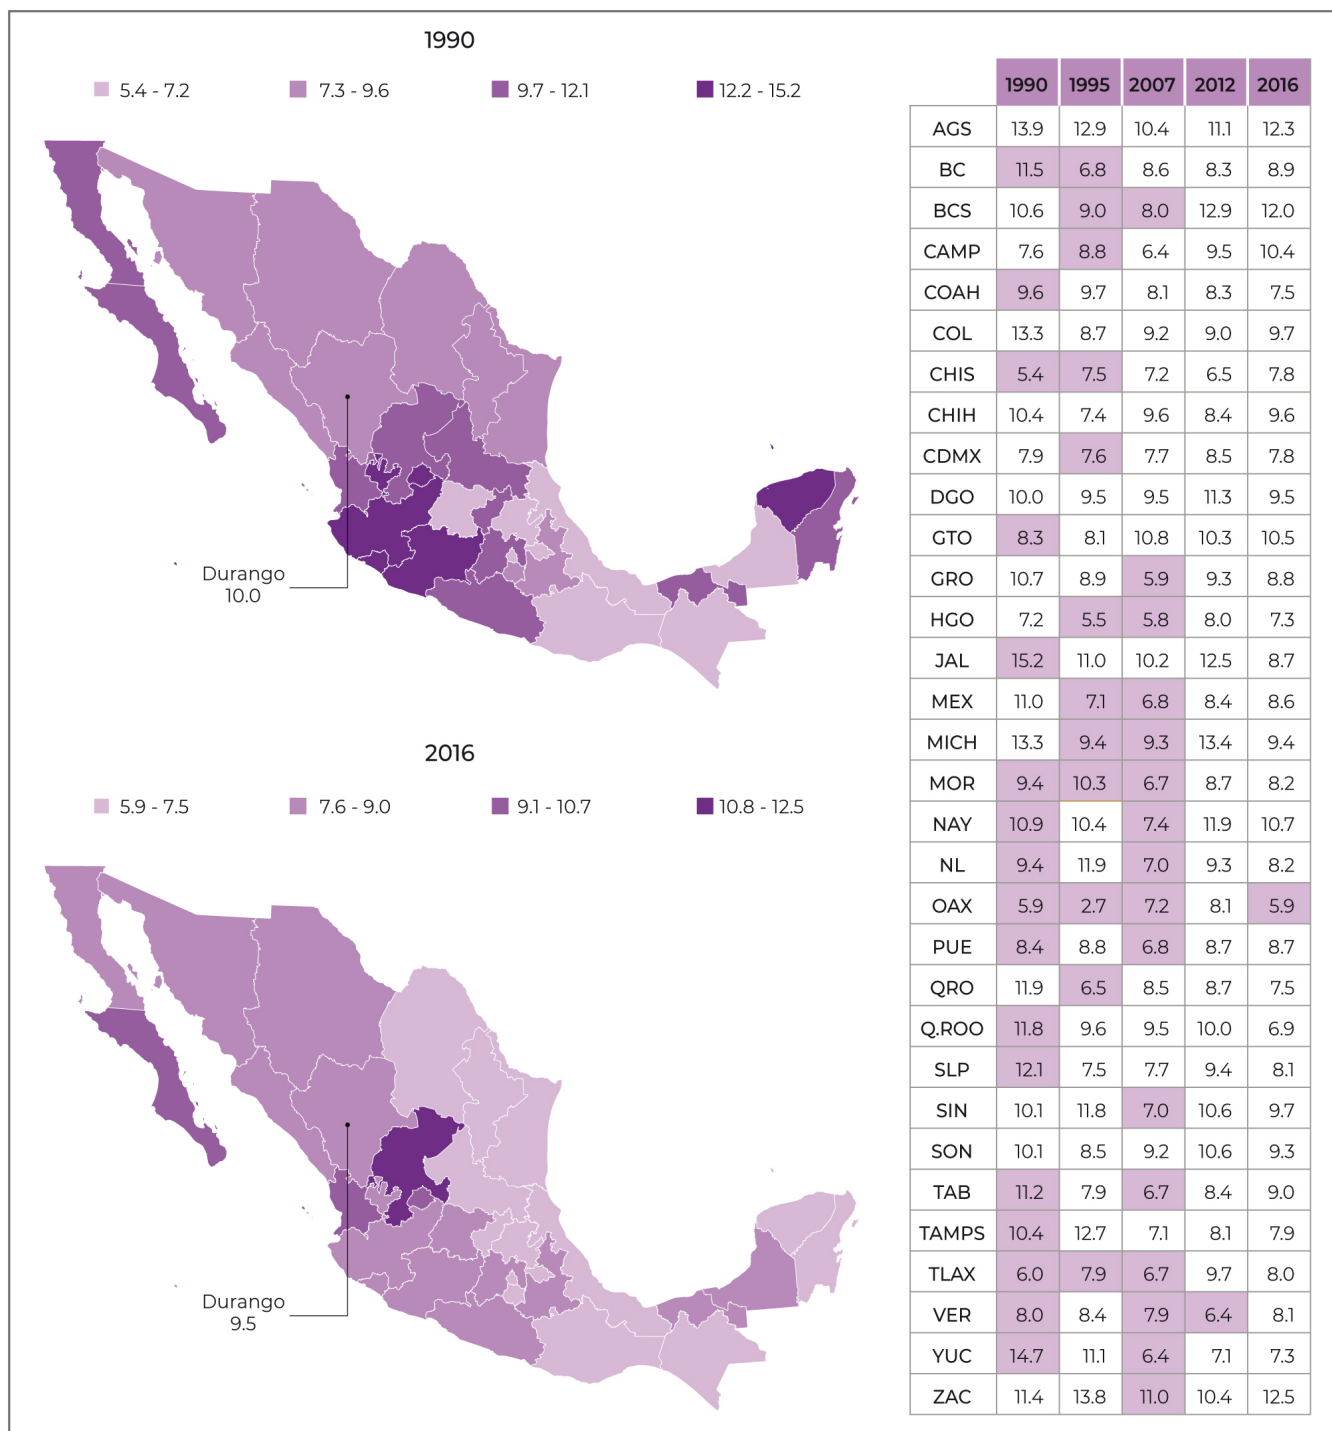 1990
5.4 - 7.2 7.3 - 9.6 9.7 - 12.1 12.2 - 15.2
Durango
10.0
2016
5.9 - 7.5 7.6 - 9.0 9.1 - 10.7 10.8 - 12.5
Durango
9.5
1990 1995 2007 2012 2016
AGS 13.9 12.9 10.4 11.1 12.3
BC 11.5 6.8 8.6 8.3 8.9
BCS 10.6 9.0 8.0 12.9 12.0
CAMP 7.6 8.8 6.4 9.5 10.4
COAH 9.6 9.7 8.1 8.3 7.5
COL 13.3 8.7 9.2 9.0 9.7
CHIS 5.4 7.5 7.2 6.5 7.8
CHIH 10.4 7.4 9.6 8.4 9.6
CDMX 7.9 7.6 7.7 8.5 7.8
DGO 10.0 9.5 9.5 11.3 9.5
GTO 8.3 8.1 10.8 10.3 10.5
GRO 10.7 8.9 5.9 9.3 8.8
HGO 7.2 5.5 5.8 8.0 7.3
JAL 15.2 11.0 10.2 12.5 8.7
MEX 11.0 7.1 6.8 8.4 8.6
MICH 13.3 9.4 9.3 13.4 9.4
MOR 9.4 10.3 6.7 8.7 8.2
NAY 10.9 10.4 7.4 11.9 10.7
NL 9.4 11.9 7.0 9.3 8.2
OAX 5.9 2.7 7.2 8.1 5.9
PUE 8.4 8.8 6.8 8.7 8.7
QRO 11.9 6.5 8.5 8.7 7.5
Q.ROO 11.8 9.6 9.5 10.0 6.9
SLP 12.1 7.5 7.7 9.4 8.1
SIN 10.1 11.8 7.0 10.6 9.7
SON 10.1 8.5 9.2 10.6 9.3
TAB 11.2 7.9 6.7 8.4 9.0
TAMPS 10.4 12.7 7.1 8.1 7.9
TLAX 6.0 7.9 6.7 9.7 8.0
VER 8.0 8.4 7.9 6.4 8.1
YUC 14.7 11.1 6.4 7.1 7.3
ZAC 11.4 13.8 11.0 10.4 12.5